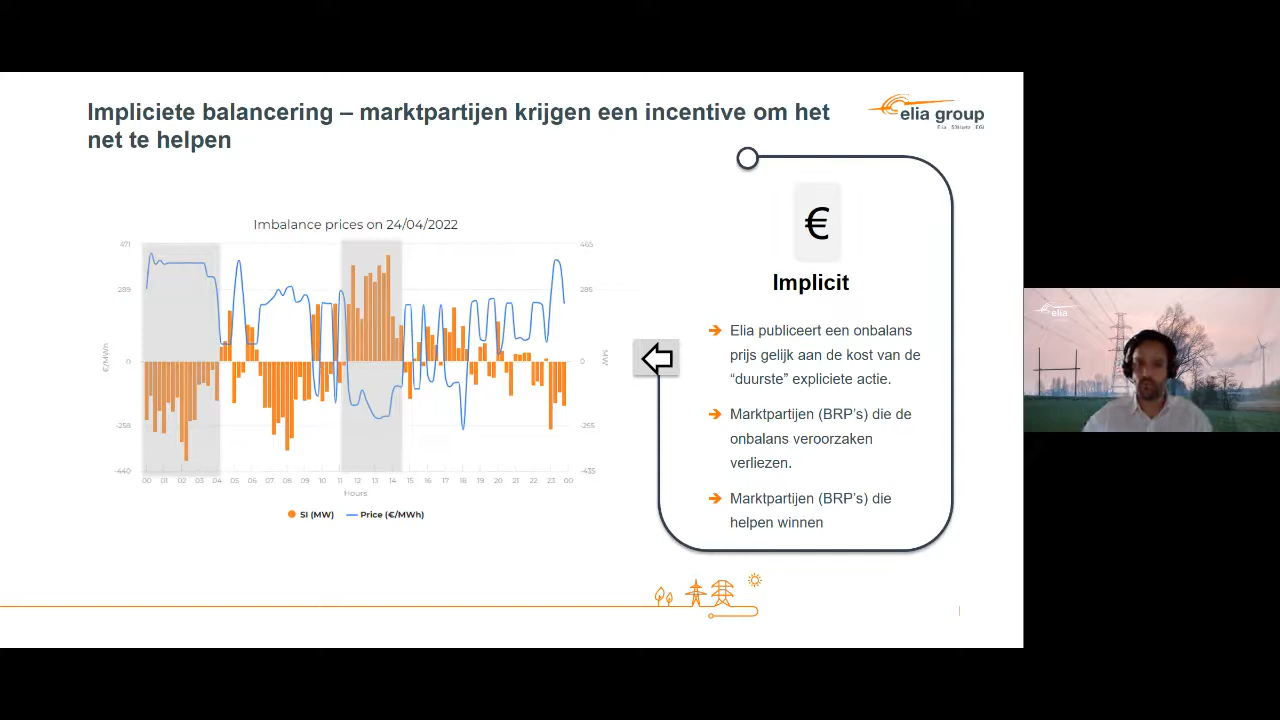 Impliciete balancering – marktpartijen krijgen een incentive om het
net te helpen
elia group
Imbalance prices on 24/04/2022
471
289
0
-258
-440
€/MWh
465
285
0
-265
-435
MW
00 01 02 03 04 05 06 07 08 09 10 11 12 13 14 15 16 17 18 19 20 21 22 23 00
Hours
SI (MW) Price (€/MWh)
€
Implicit
Elia publiceert een onbalans
prijs gelijk aan de kost van de
“duurste” expliciete actie.
Marktpartijen (BRP’s) die de
onbalans veroorzaken
verliezen.
Marktpartijen (BRP’s) die
helpen winnen
elia